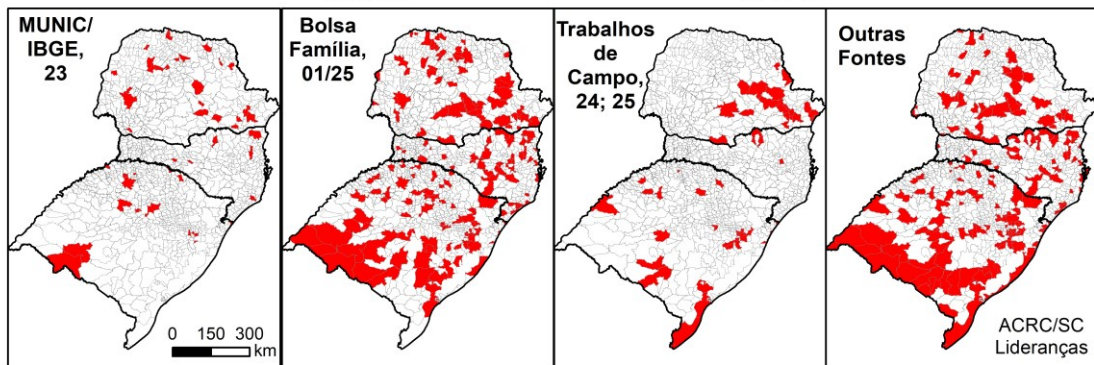 MUNIC/
IBGE,
23
0 150 300
km
Bolsa
Família,
01/25
Trabalhos
de
Campo,
24; 25
Outras
Fontes
ACRC/SC
Lideranças